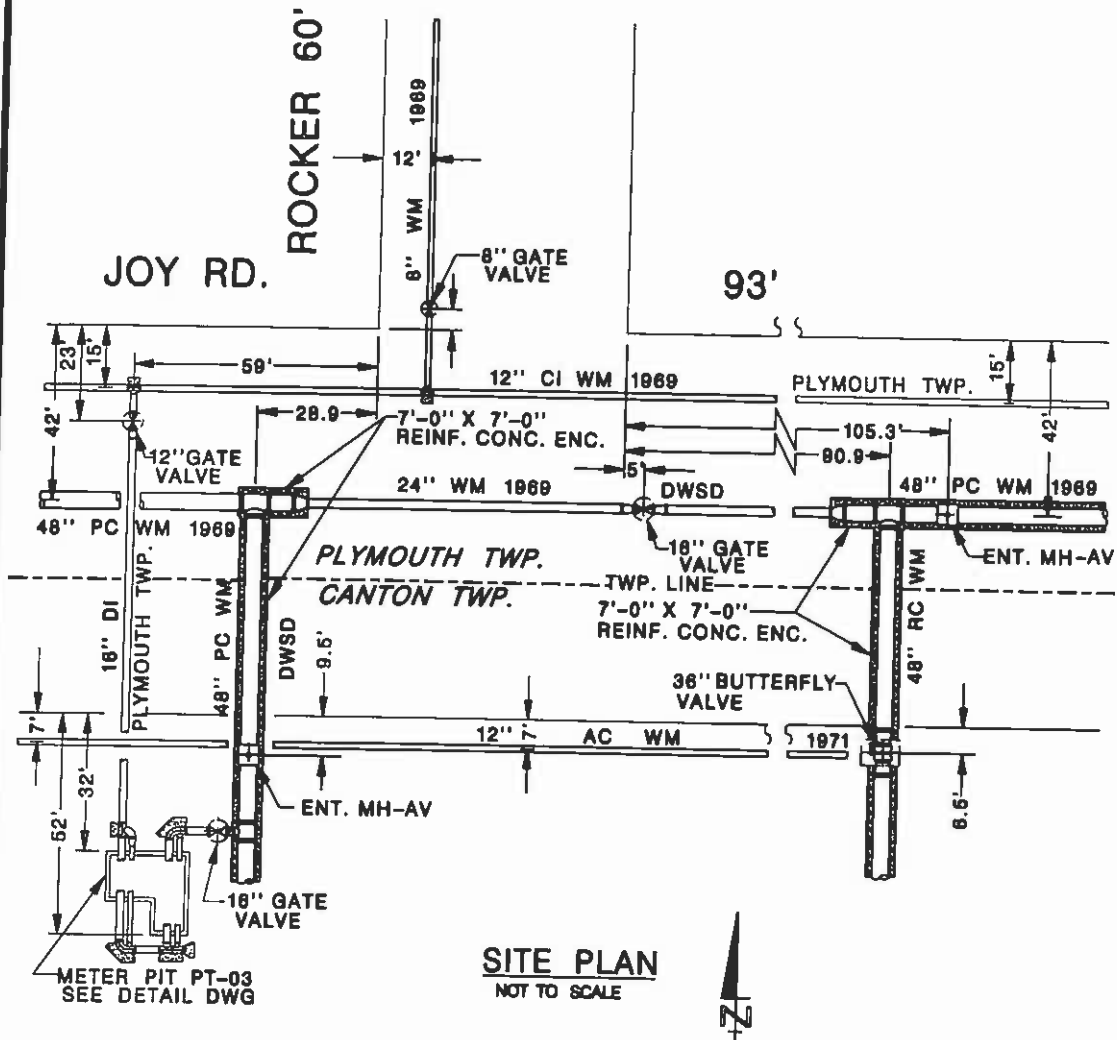 ROCKER 60'
1969
12'
8" WM
8" GATE
VALVE
JOY RD.
93'
23'
15'
42'
59'
12" CI WM 1969
PLYMOUTH TWP.
15'
42'
28.9
7'-0" X 7'-0"
REINF. CONC. ENC.
105.3'
90.9
12" GATE
VALVE
5'
24" WM 1969
DWSD
48" PC WM 1969
48" PC WM 1969
16" GATE
VALVE
ENT. MH-AV
PLYMOUTH TWP.
TWP. LINE
CANTON TWP.
7'-0" X 7'-0"
REINF. CONC. ENC.
16" DI
PLYMOUTH TWP.
48" PC WM
DWSD
9.5'
48" RC WM
36" BUTTERFLY
VALVE
7'
12"
7'
AC WM
1971
6.5'
32'
52'
ENT. MH-AV
16" GATE
VALVE
METER PIT PT-03
SEE DETAIL DWG
SITE PLAN
NOT TO SCALE
N